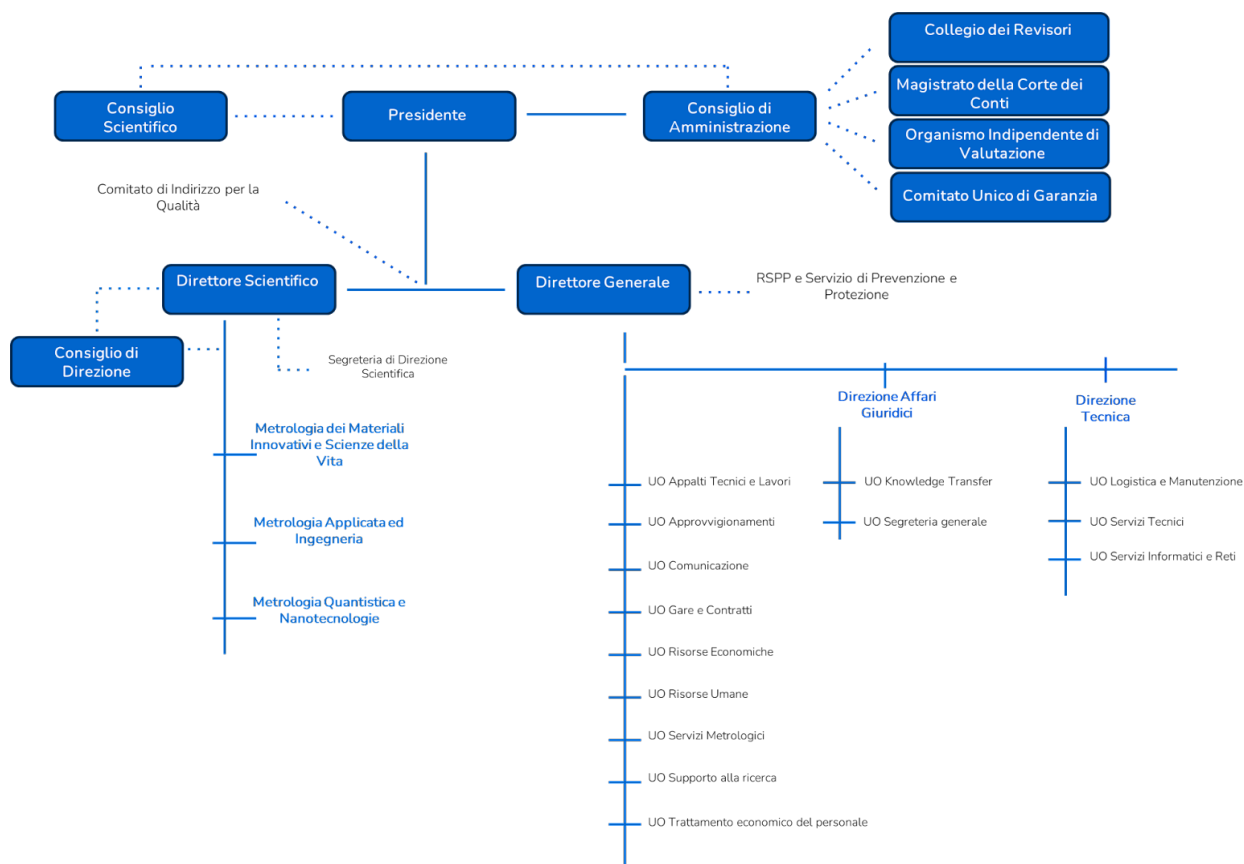 Collegio dei Revisori
Consiglio
Scientifico
Presidente
Consiglio di
Amministrazione
Magistrato della Corte dei
Conti
Organismo Indipendente di
Valutazione
Comitato Unico di Garanzia
Comitato di Indirizzo per la
Qualità
Direttore Scientifico
Direttore Generale
RSPP e Servizio di Prevenzione e
Protezione
Consiglio di
Direzione
Segreteria di Direzione
Scientifica
Metrologia dei Materiali
Innovativi e Scienze della
Vita
Metrologia Applicata ed
Ingegneria
Metrologia Quantistica e
Nanotecnologie
UO Appalti Tecnici e Lavori
UO Approvvigionamenti
UO Comunicazione
UO Gare e Contratti
UO Risorse Economiche
UO Risorse Umane
UO Servizi Metrologici
UO Supporto alla ricerca
UO Trattamento economico del personale
Direzione Affari
Giuridici
UO Knowledge Transfer
UO Segreteria generale
Direzione
Tecnica
UO Logistica e Manutenzione
UO Servizi Tecnici
UO Servizi Informatici e Reti